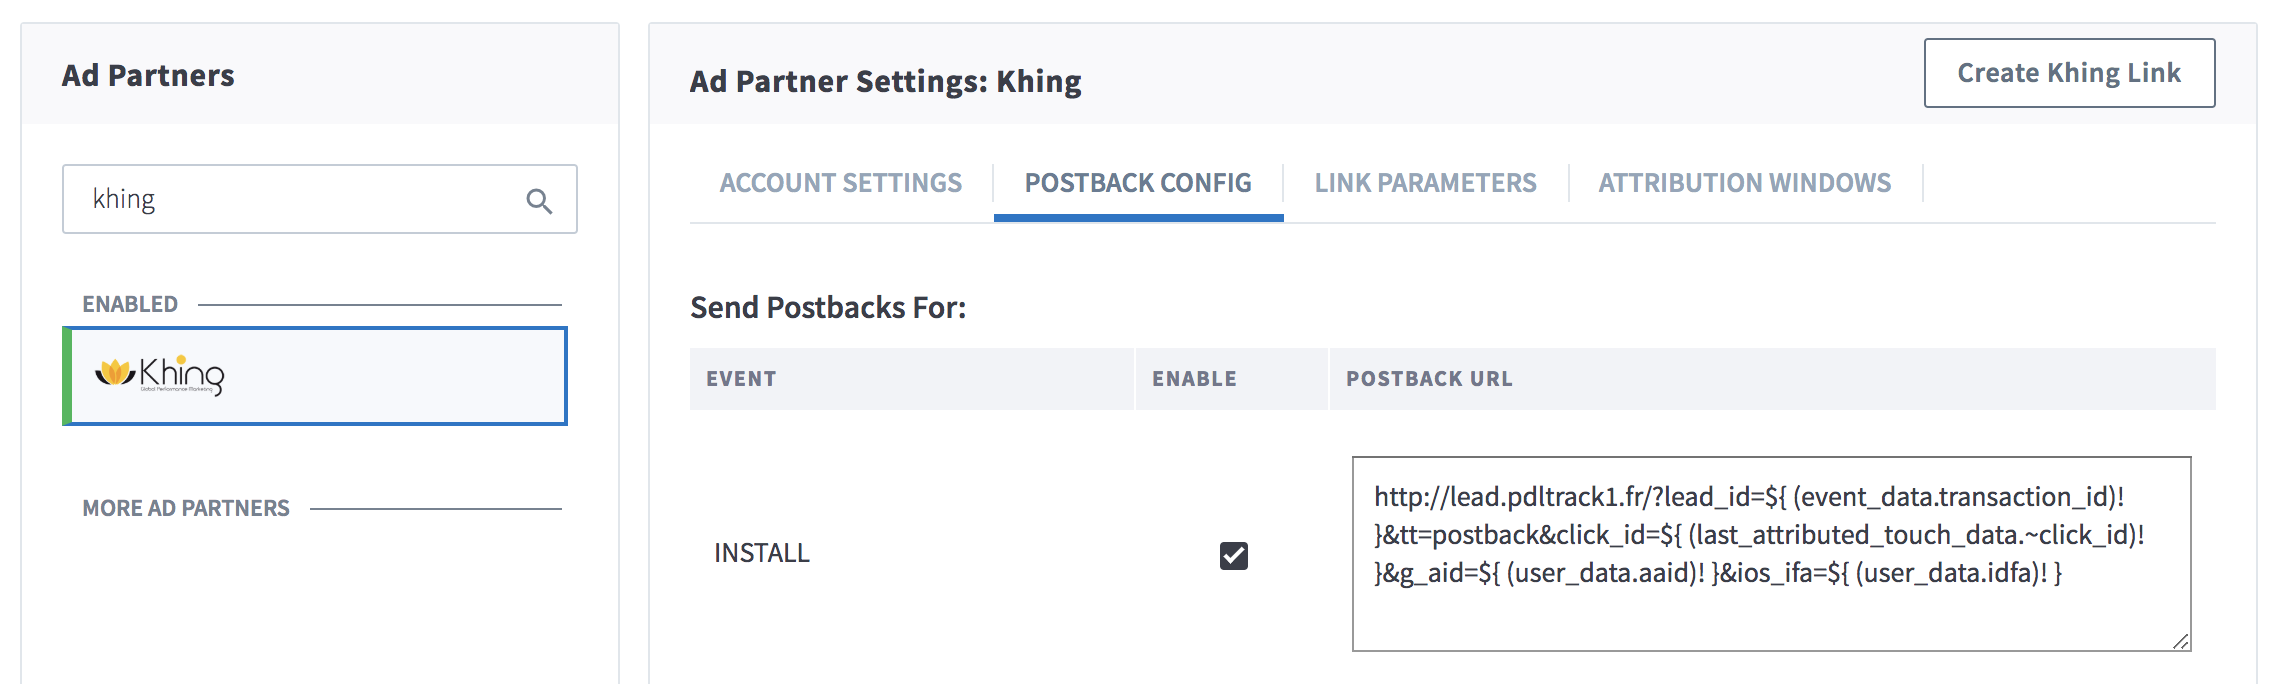 Ad Partners
khing
ENABLED
Khing
Global Performance Marketing
MORE AD PARTNERS
Ad Partner Settings: Khing
Create Khing Link
ACCOUNT SETTINGS
POSTBACK CONFIG
LINK PARAMETERS
ATTRIBUTION WINDOWS
Send Postbacks For:
EVENT
ENABLE
POSTBACK URL
INSTALL
http://lead.pdltrack1.fr/?lead_id=${ (event_data.transaction_id)!
}&tt=postback&click_id=${ (last_attributed_touch_data.~click_id)!
}&g_aid=${ (user_data.aaid)! }&ios_ifa=${ (user_data.idfa)! }